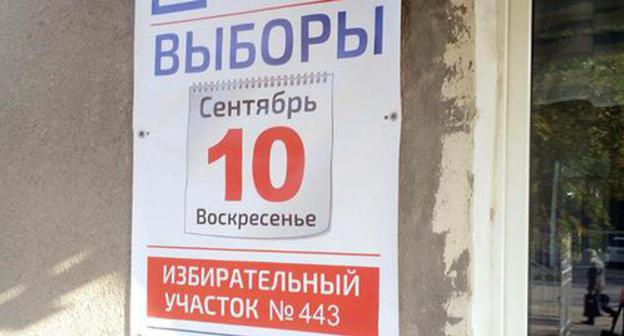 ВЫБОРЫ
Сентябрь
10
Воскресенье
ИЗБИРАТЕЛЬНЫЙ
УЧАСТОК № 443